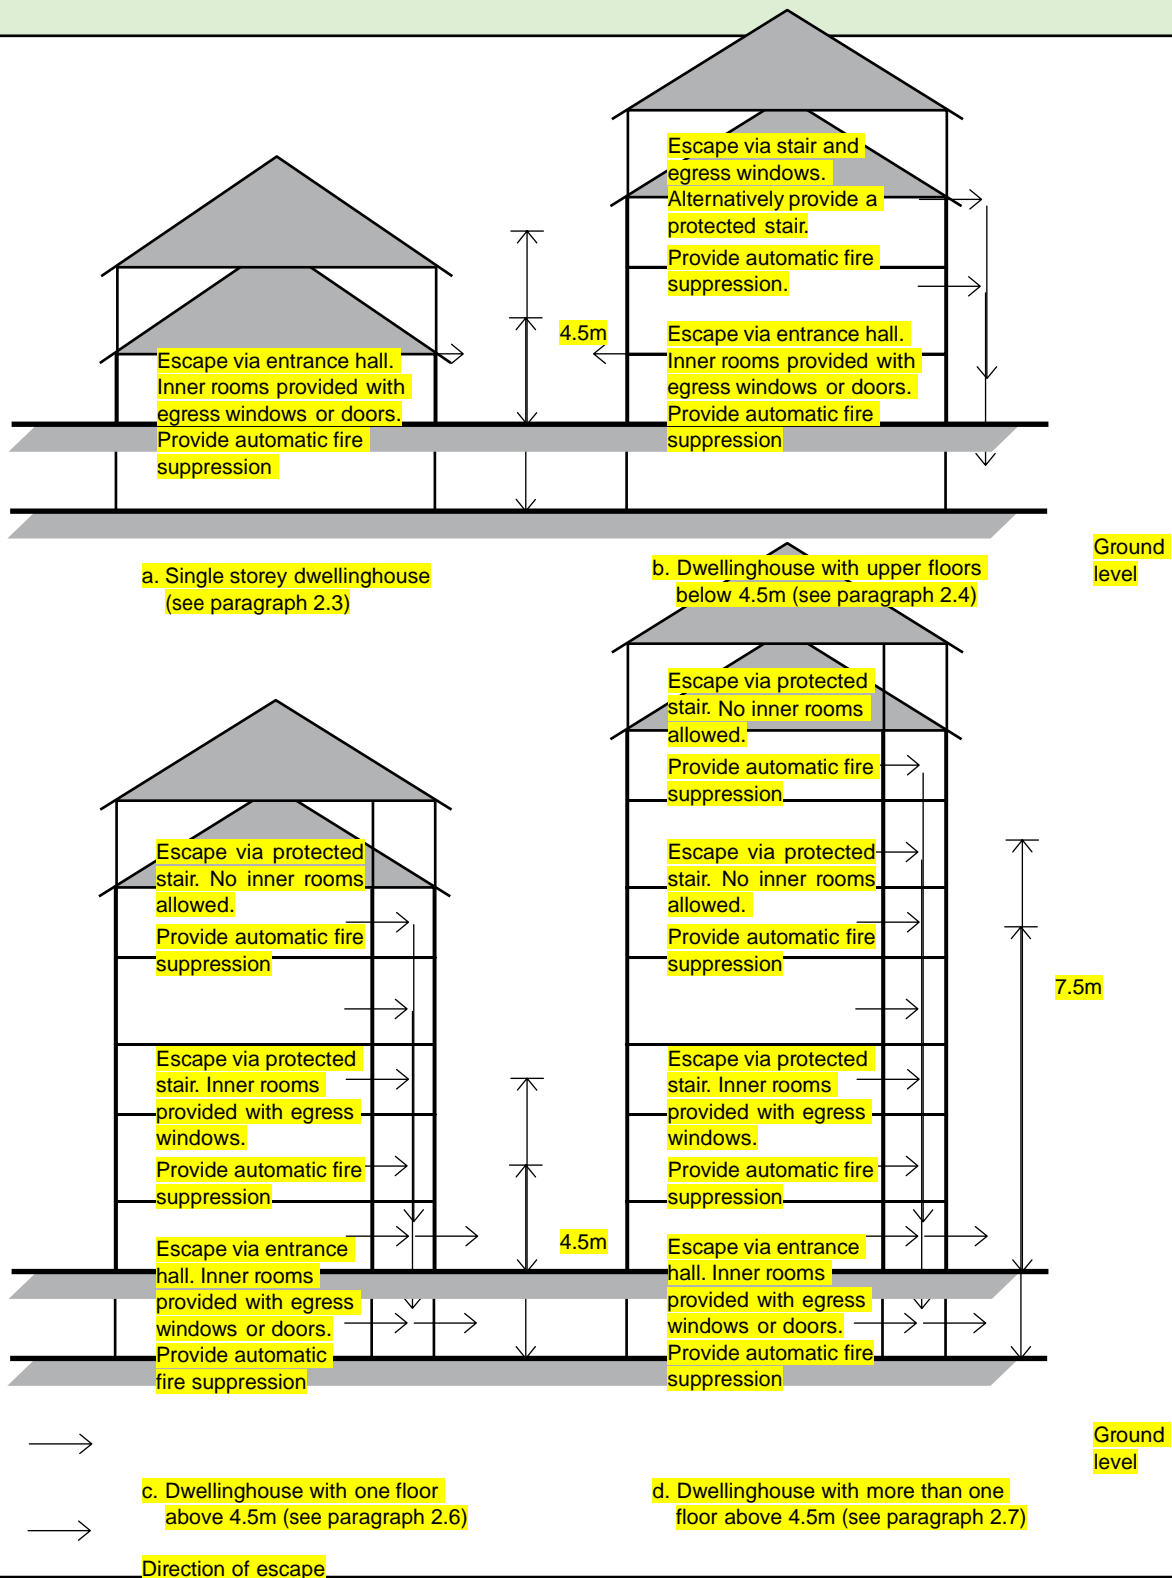 Escape via entrance hall.
Inner rooms provided with
egress windows or doors.
Provide automatic fire
suppression
4.5m
Escape via stair and
egress windows.
Alternatively provide a
protected stair.
Provide automatic fire
suppression.
Escape via entrance hall.
Inner rooms provided with
egress windows or doors.
Provide automatic fire
suppression
Ground
level
a. Single storey dwellinghouse
(see paragraph 2.3)
b. Dwellinghouse with upper floors
below 4.5m (see paragraph 2.4)
Escape via protected
stair. No inner rooms
allowed.
Provide automatic fire
suppression
Escape via protected
stair. Inner rooms
provided with egress
windows.
Provide automatic fire
suppression
Escape via entrance
hall. Inner rooms
provided with egress
windows or doors.
Provide automatic
fire suppression
4.5m
Escape via protected
stair. No inner rooms
allowed.
Provide automatic fire
suppression
Escape via protected
stair. No inner rooms
allowed.
Provide automatic fire
suppression
Escape via protected
stair. Inner rooms
provided with egress
windows.
Provide automatic fire
suppression
Escape via entrance
hall. Inner rooms
provided with egress
windows or doors.
Provide automatic fire
suppression
7.5m
Ground
level
c. Dwellinghouse with one floor
above 4.5m (see paragraph 2.6)
d. Dwellinghouse with more than one
floor above 4.5m (see paragraph 2.7)
Direction of escape